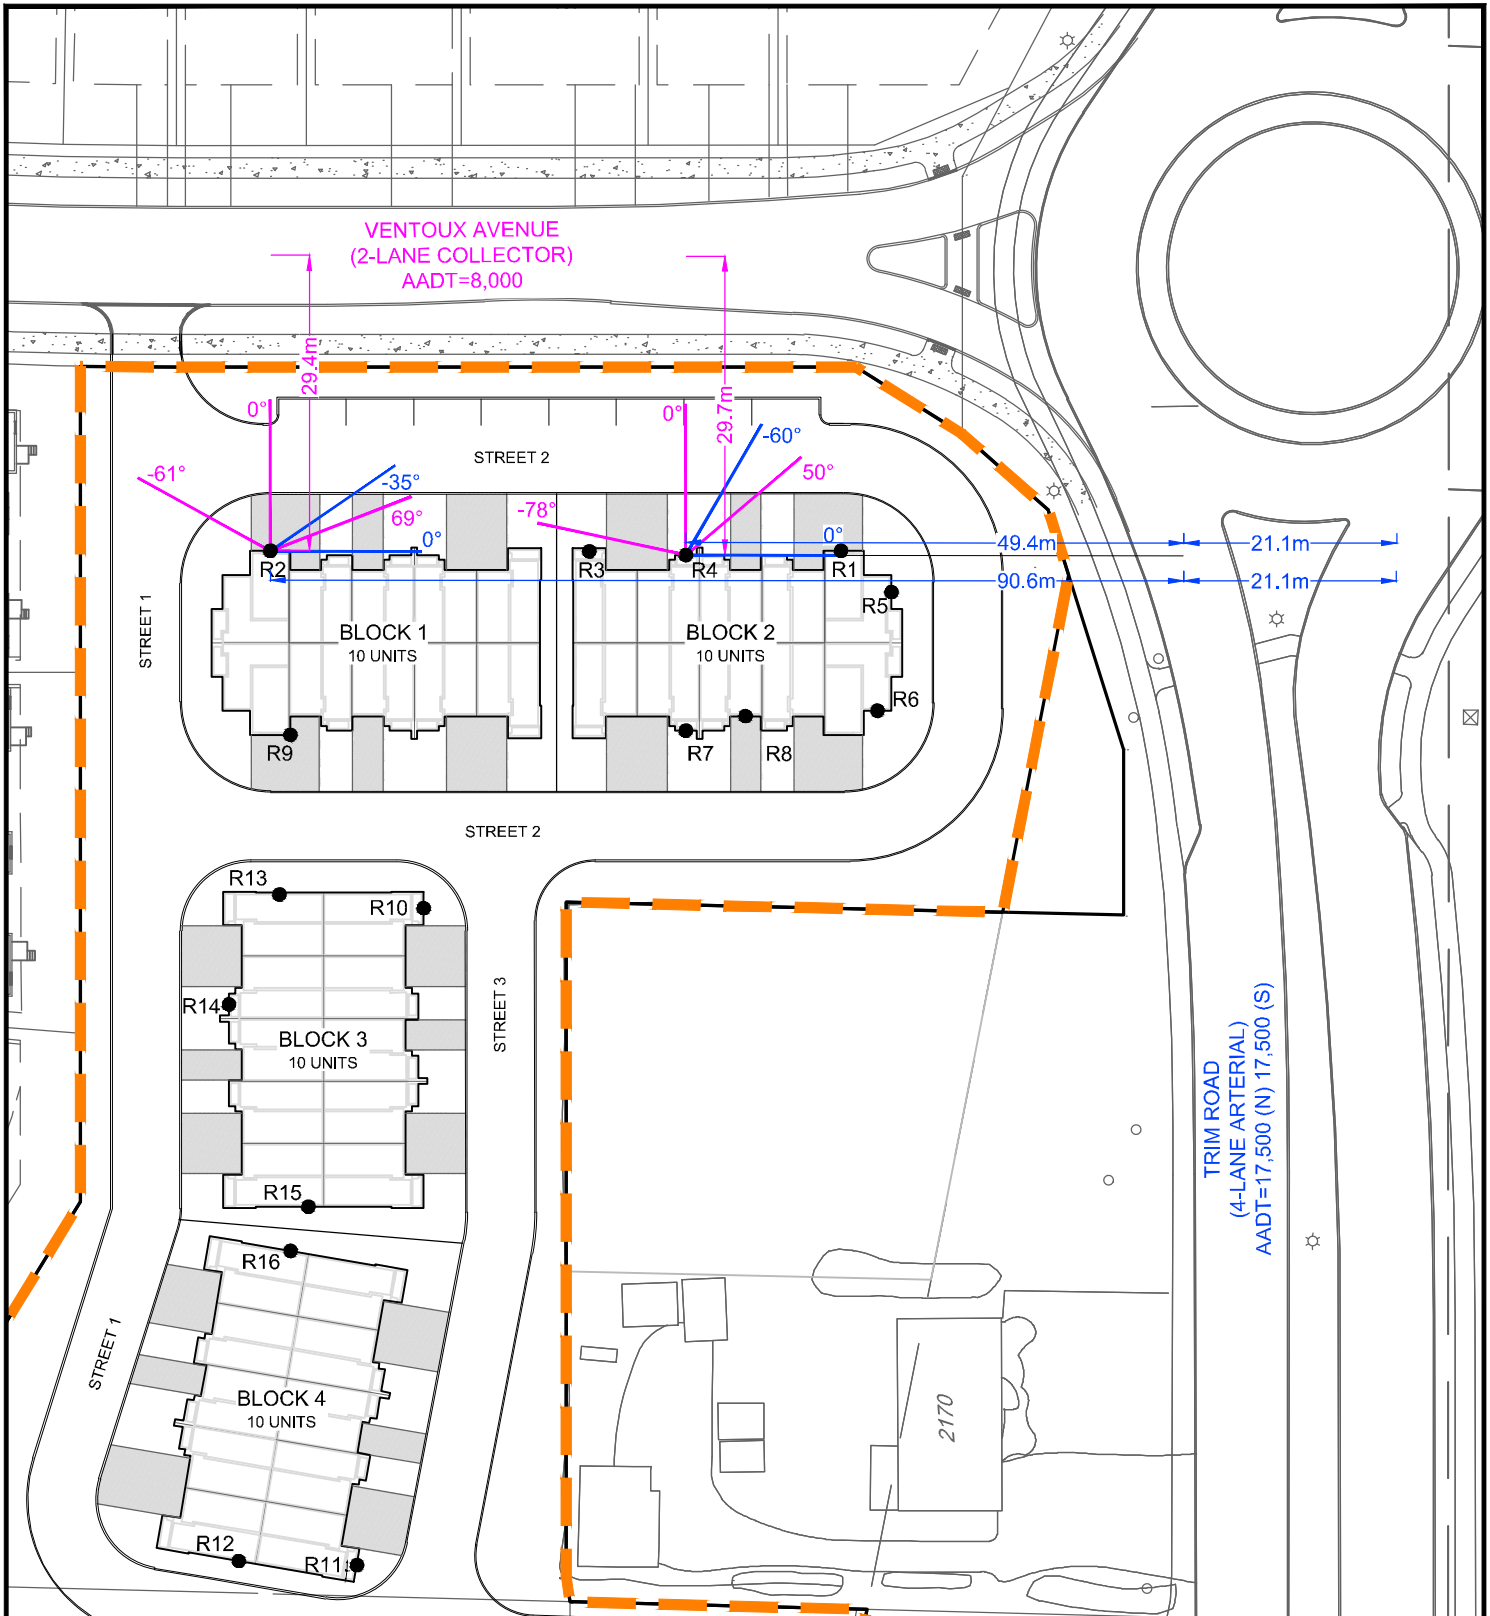 VENTOUX AVENUE
(2-LANE COLLECTOR)
AADT=8,000
29.4m
29.7m
0°
0°
-60°
STREET 2
-61°
-35°
50°
69°
-78°
0°
0°
49.4m
21.1m
R2
R3
R4
R1
90.6m
21.1m
R5
STREET 1
BLOCK 1
10 UNITS
BLOCK 2
10 UNITS
R6
R9
R7
R8
STREET 2
R13
R10
R14
STREET 3
BLOCK 3
10 UNITS
TRIM ROAD
(4-LANE ARTERIAL)
AADT=17,500 (N) 17,500 (S)
R15
R16
STREET 1
BLOCK 4
10 UNITS
2170
R12
R11